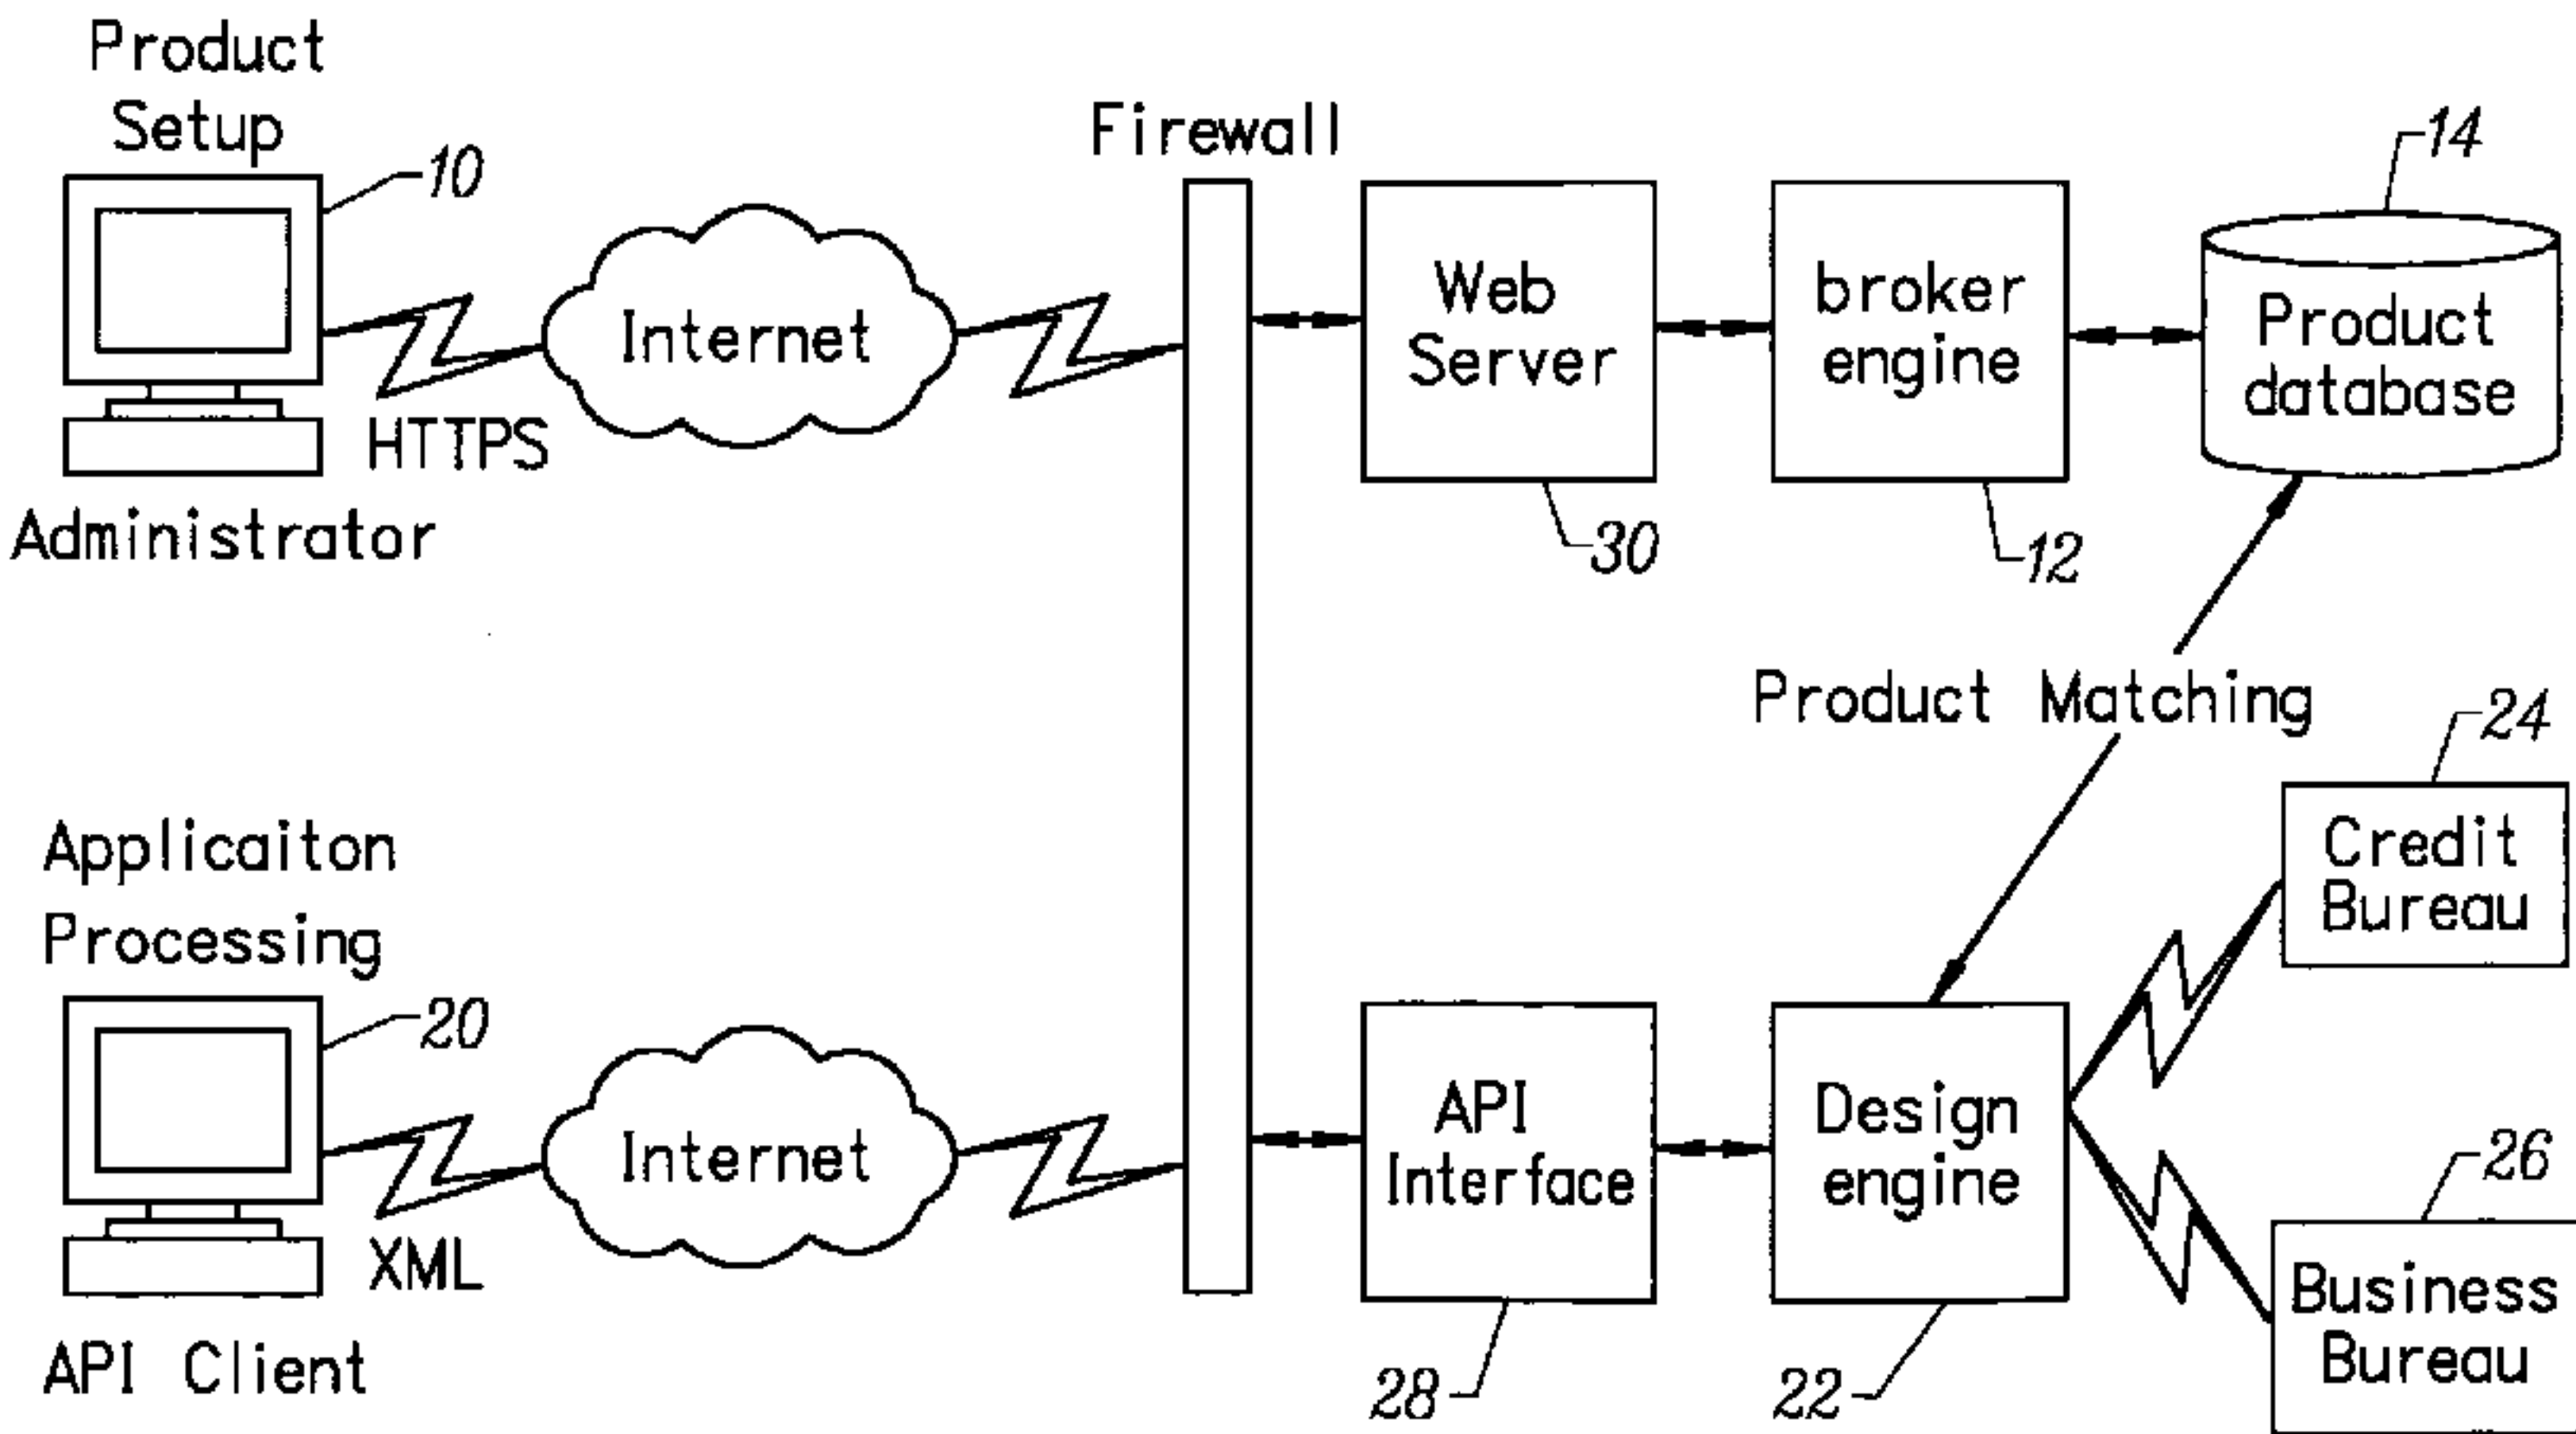 Product
Setup
10
HTTPS
Administrator
Internet
Firewall
Web
Server
30
broker
engine
12
14
Product
database
Product Matching
Applicaiton
Processing
20
XML
API Client
Internet
API
Interface
28
Design
engine
22
24
Credit
Bureau
26
Business
Bureau